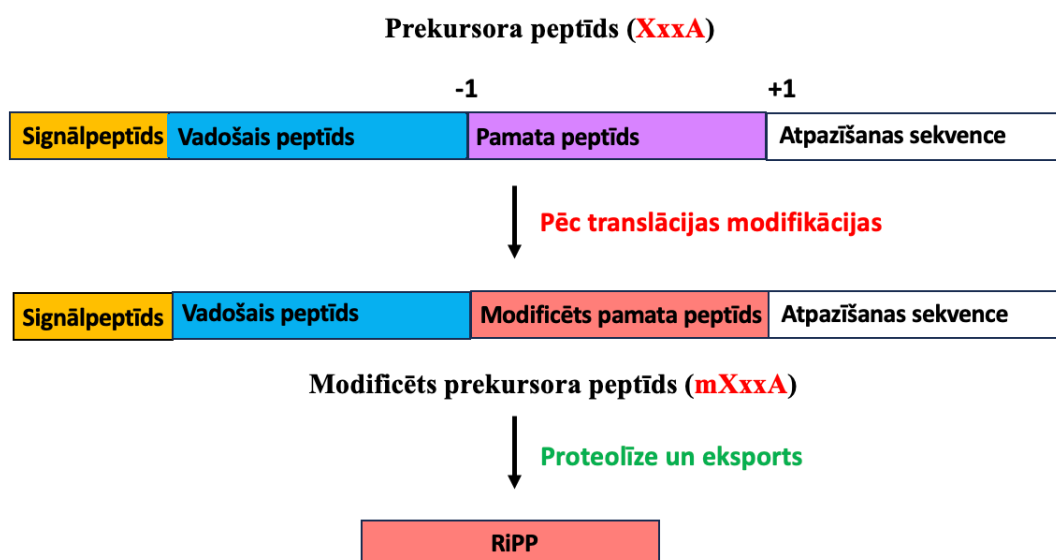 Prekursora peptīds (XxxA)
-1 +1
Signālpeptīds Vadošais peptīds Pamata peptīds Atpazīšanas sekvence
Pēc translācijas modifikācijas
Signālpeptīds Vadošais peptīds Modificēts pamata peptīds Atpazīšanas sekvence
Modificēts prekursora peptīds (mXxxA)
Proteolīze un eksports
RiPP